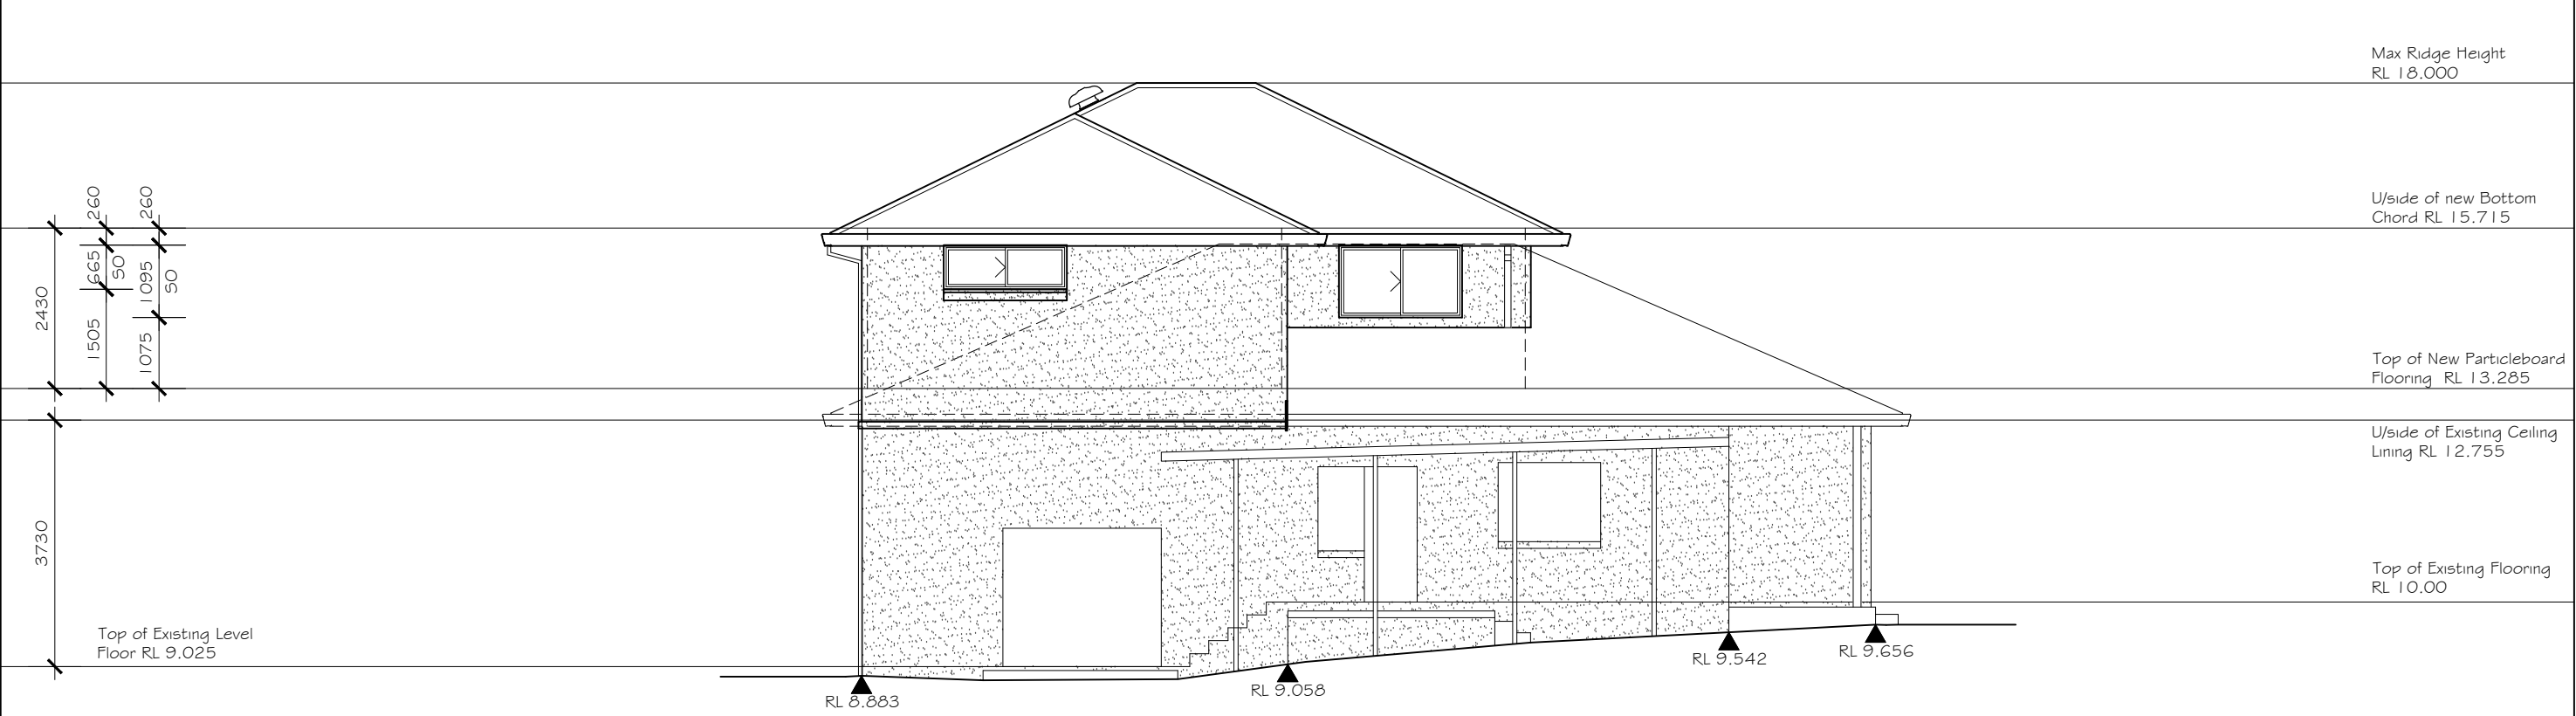 Max Ridge Height
RL 18.000
U/side of new Bottom
Chord RL 15.715
Top of New Particleboard
Flooring RL 13.285
U/side of Existing Ceiling
Lining RL 12.755
Top of Existing Flooring
RL 10.00
260
260
665
50
1095
50
2430
1505
1075
3730
Top of Existing Level
Floor RL 9.025
RL 8.883
RL 9.058
RL 9.542
RL 9.656